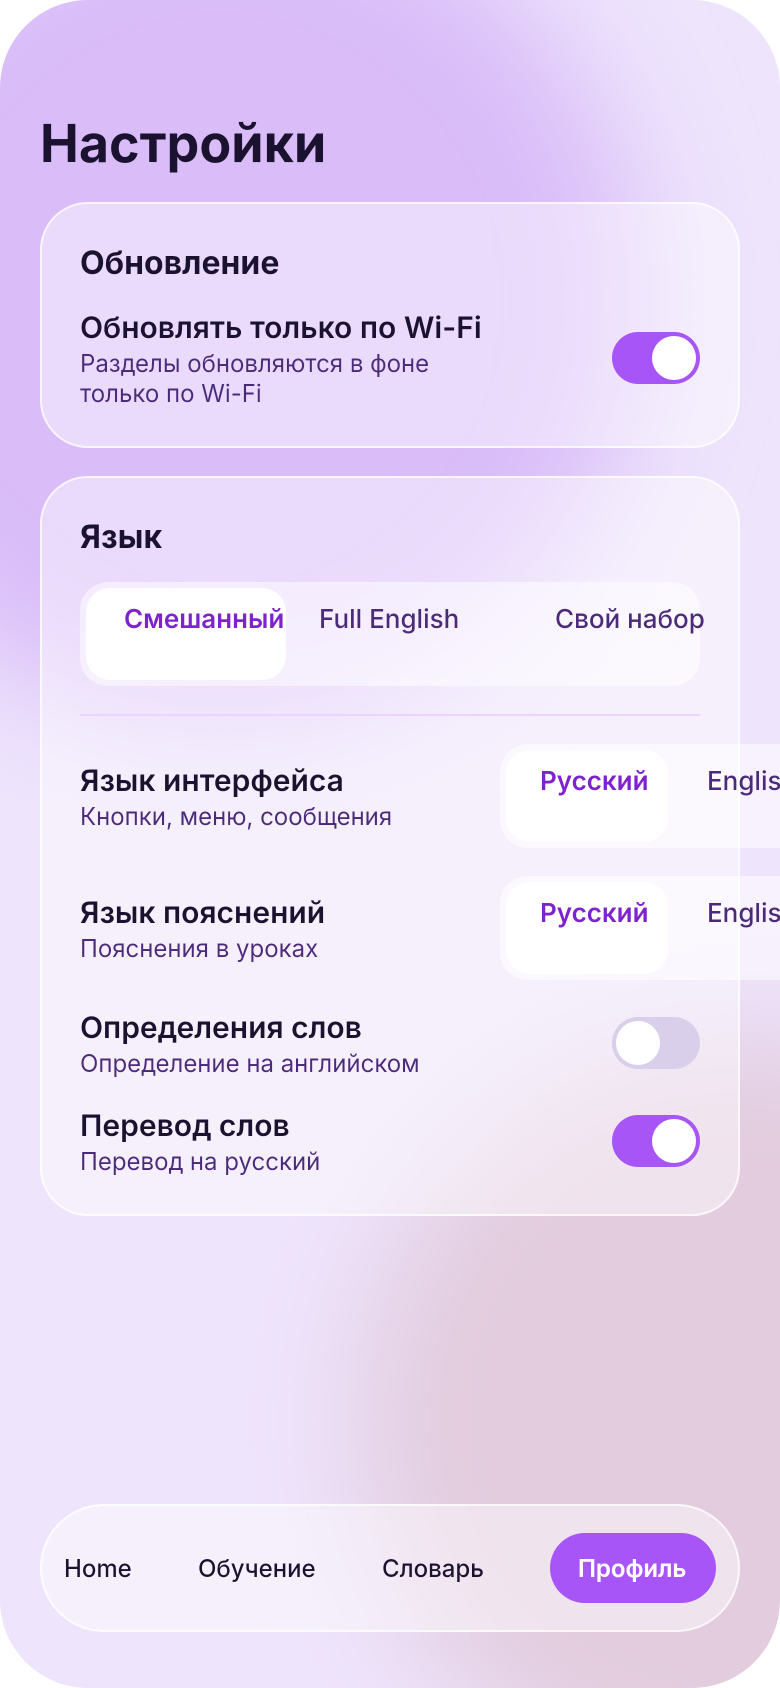 Настройки
Обновление
Обновлять только по Wi-Fi
Разделы обновляются в фоне
только по Wi-Fi
Язык
Смешанный Full English Свой набор
Язык интерфейса Русский Englis
Кнопки, меню, сообщения
Язык пояснений Русский Englis
Пояснения в уроках
Определения слов
Определение на английском
Перевод слов
Перевод на русский
Home Обучение Словарь Профиль